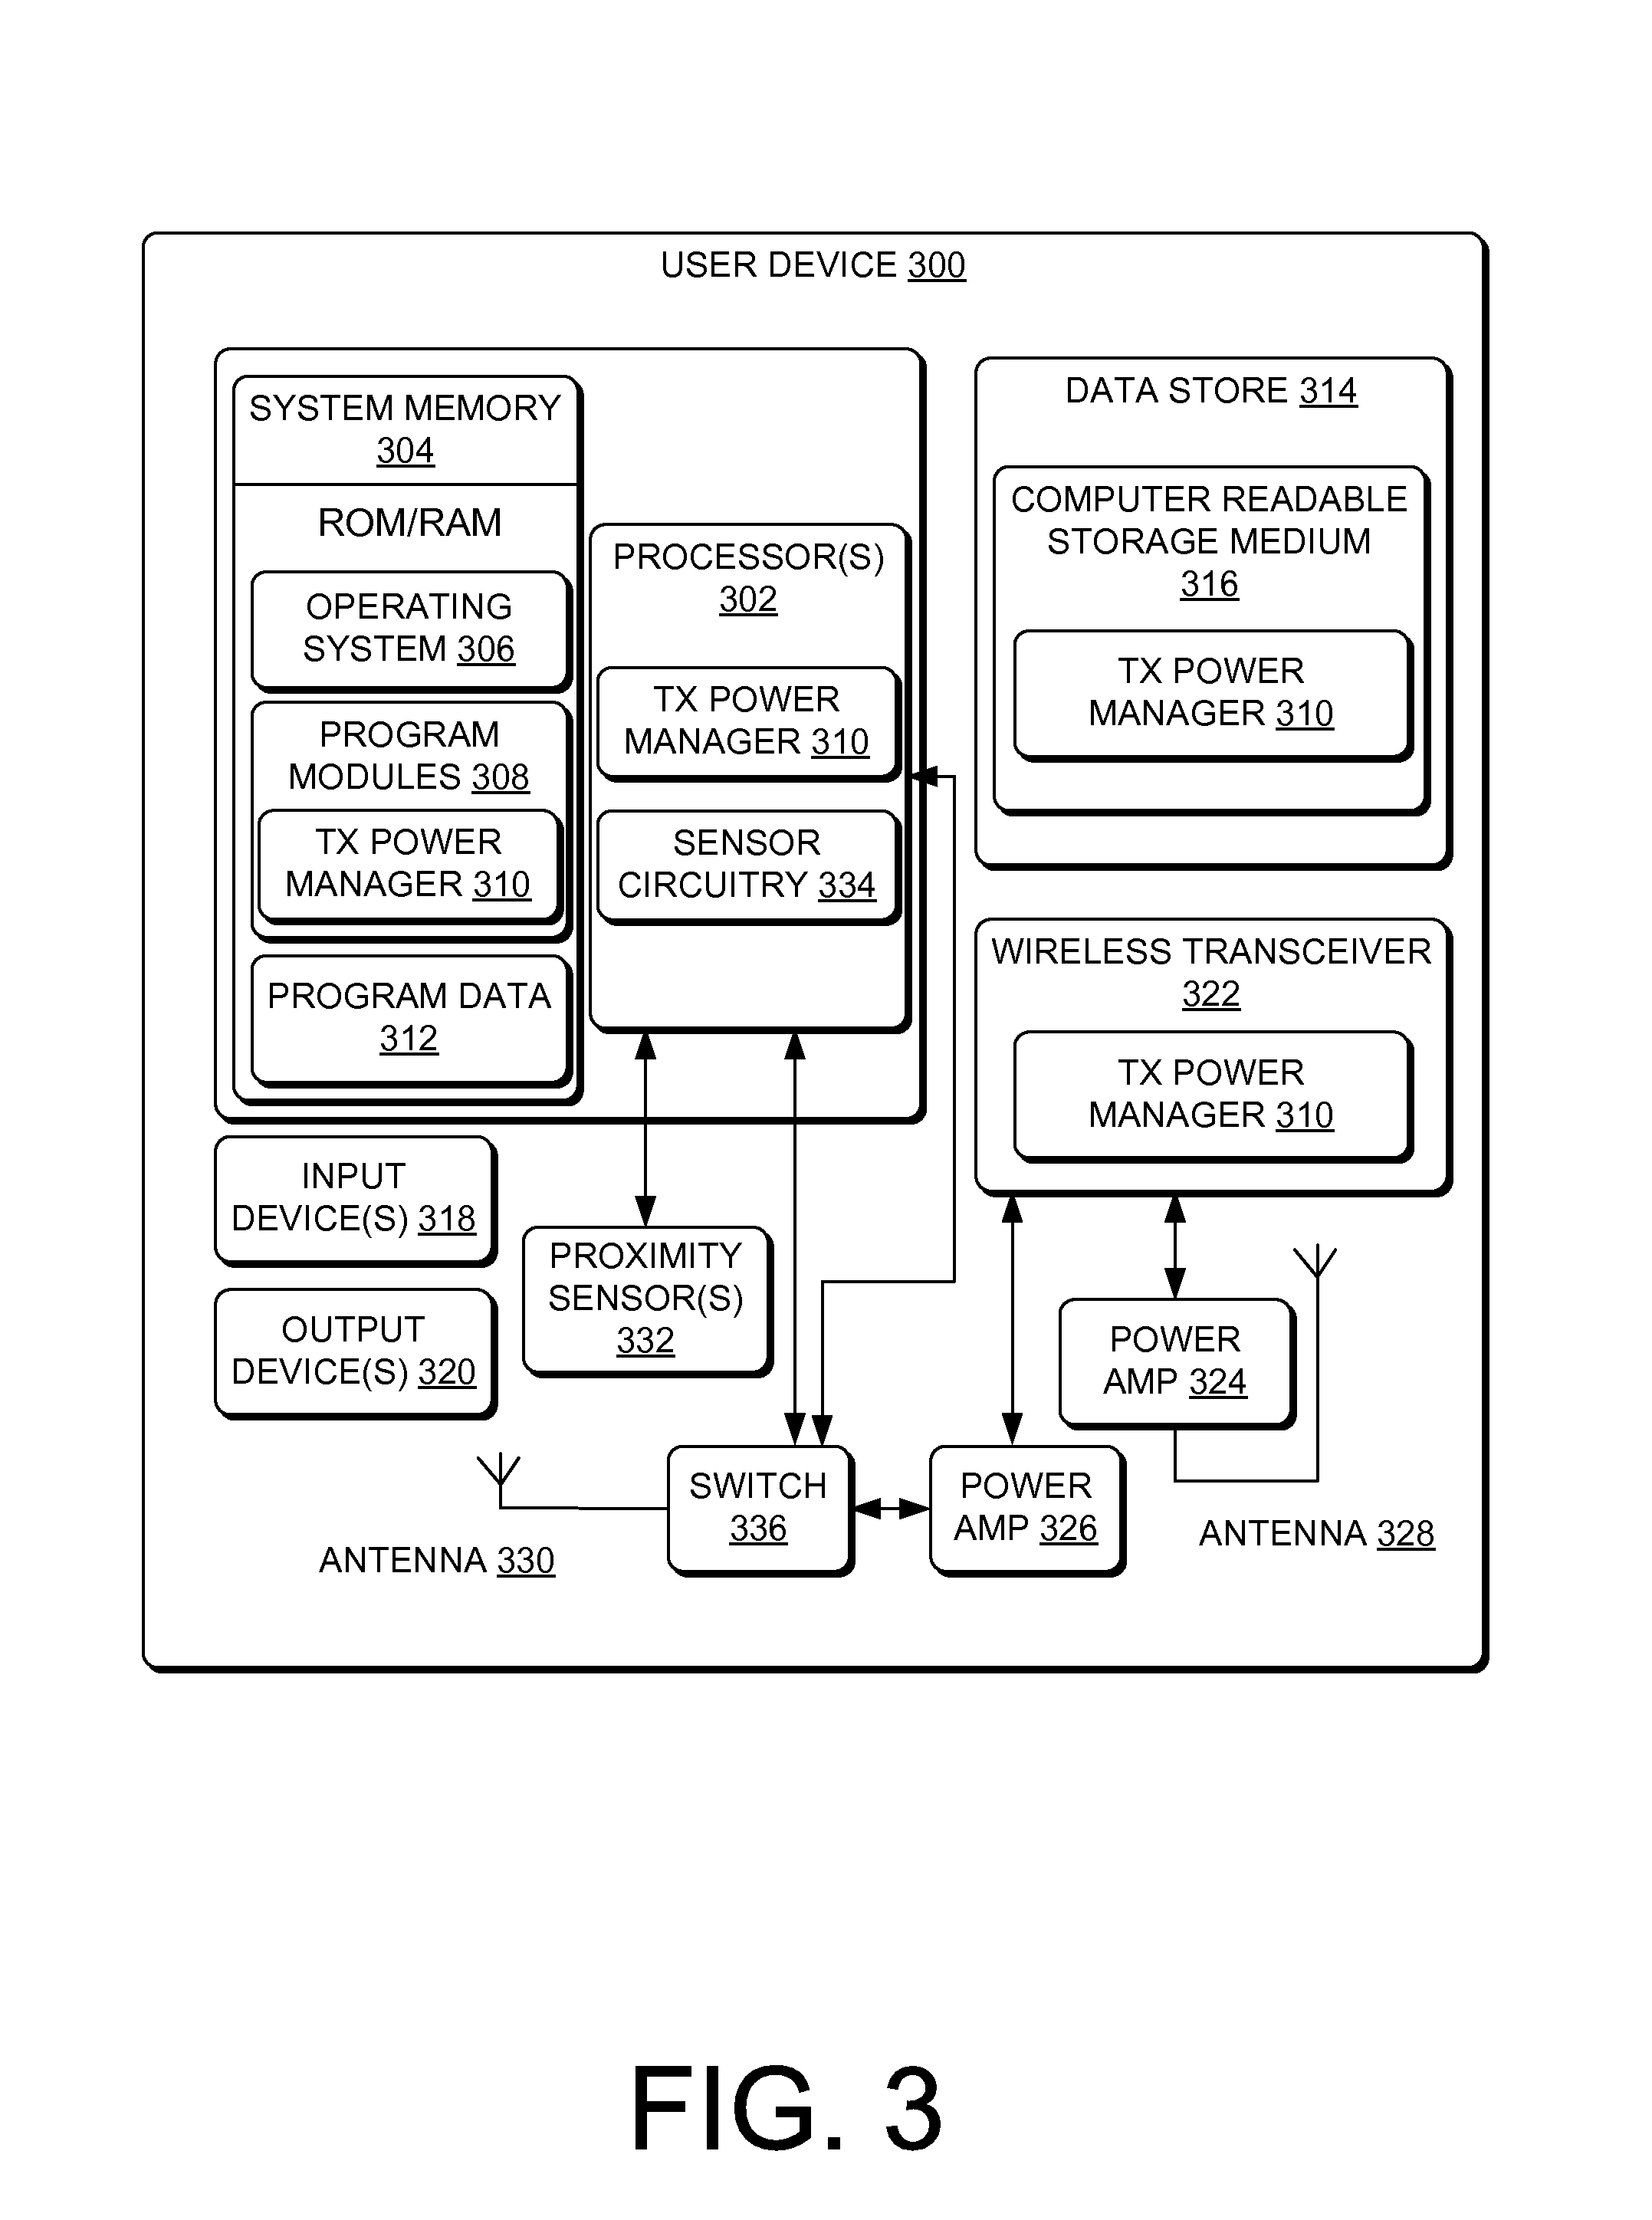 USER DEVICE 300
SYSTEM MEMORY
304
ROM/RAM
OPERATING
SYSTEM 306
PROGRAM
MODULES 308
TX POWER
MANAGER 310
PROGRAM DATA
312
PROCESSOR(S)
302
TX POWER
MANAGER 310
SENSOR
CIRCUITRY 334
DATA STORE 314
COMPUTER READABLE
STORAGE MEDIUM
316
TX POWER
MANAGER 310
WIRELESS TRANSCEIVER
322
TX POWER
MANAGER 310
INPUT
DEVICE(S) 318
OUTPUT
DEVICE(S) 320
PROXIMITY
SENSOR(S)
332
POWER
AMP 324
SWITCH
336
POWER
AMP 326
ANTENNA 328
ANTENNA 330
FIG. 3